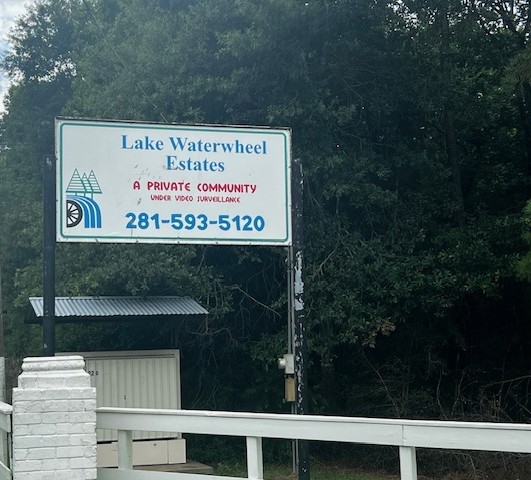 Lake Waterwheel
Estates
A PRIVATE COMMUNITY
UNDER VIDEO SURVEILLANCE
281-593-5120